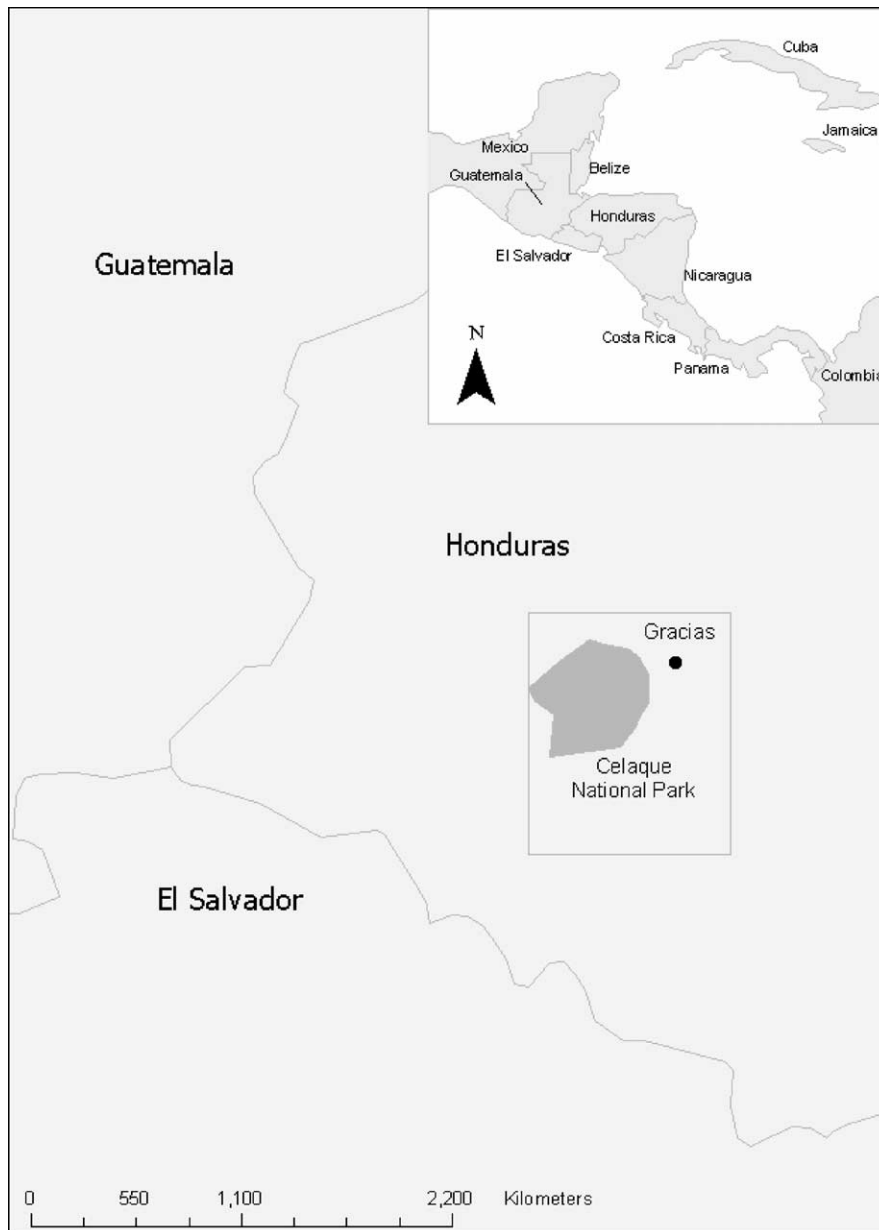 Cuba
Jamaica
Mexico
Belize
Guatemala
Honduras
El Salvador
Nicaragua
N
Costa Rica
Panama
Colombia
Guatemala
Honduras
Gracias
Celaque
National Park
El Salvador
0 550 1,100 2,200 Kilometers